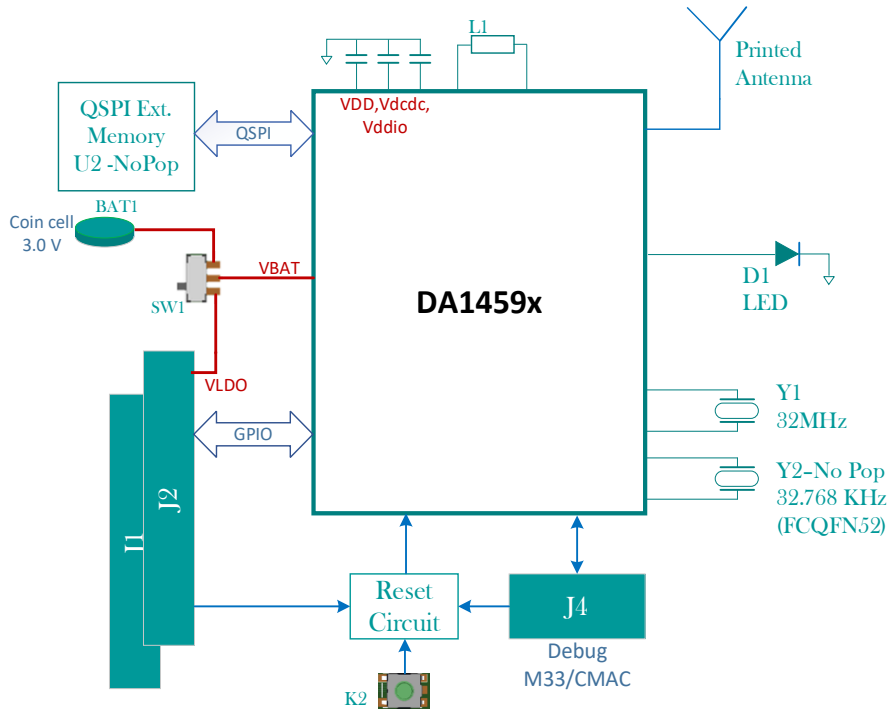 L1
Printed
Antenna
VDD,Vdcdc,
Vddio
QSPI Ext.
Memory
U2 -NoPop
QSPI
BAT1
Coin cell
3.0 V
VBAT
SW1
DA1459x
D1
LED
VLDO
GPIO
J1
J2
Y1
32MHz
Y2-No Pop
32.768 KHz
(FCQFN52)
Reset
Circuit
J4
Debug
M33/CMAC
K2